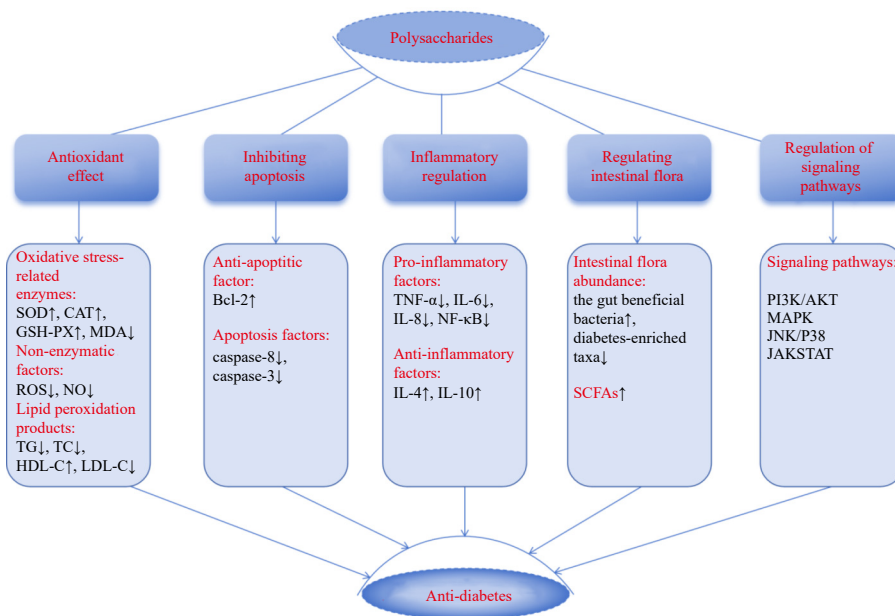 Polysaccharides
Antioxidant
effect
Inhibiting
apoptosis
Inflammatory
regulation
Regulating
intestinal flora
Regulation of
signaling
pathways
Oxidative stress-
related
enzymes:
SOD↑, CAT↑,
GSH-PX↑, MDA↓
Non-enzymatic
factors:
ROS↓, NO↓
Lipid peroxidation
products:
TG↓, TC↓,
HDL-C↑, LDL-C↓
Anti-apoptitic
factor:
Bcl-2↑
Apoptosis factors:
caspase-8↓,
caspase-3↓
Pro-inflammatory
factors:
TNF-α↓, IL-6↓,
IL-8↓, NF-κB↓
Anti-inflammatory
factors:
IL-4↑, IL-10↑
Intestinal flora
abundance:
the gut beneficial
bacteria↑,
diabetes-enriched
taxa↓
SCFAs↑
Signaling pathways:
PI3K/AKT
MAPK
JNK/P38
JAKSTAT
Anti-diabetes